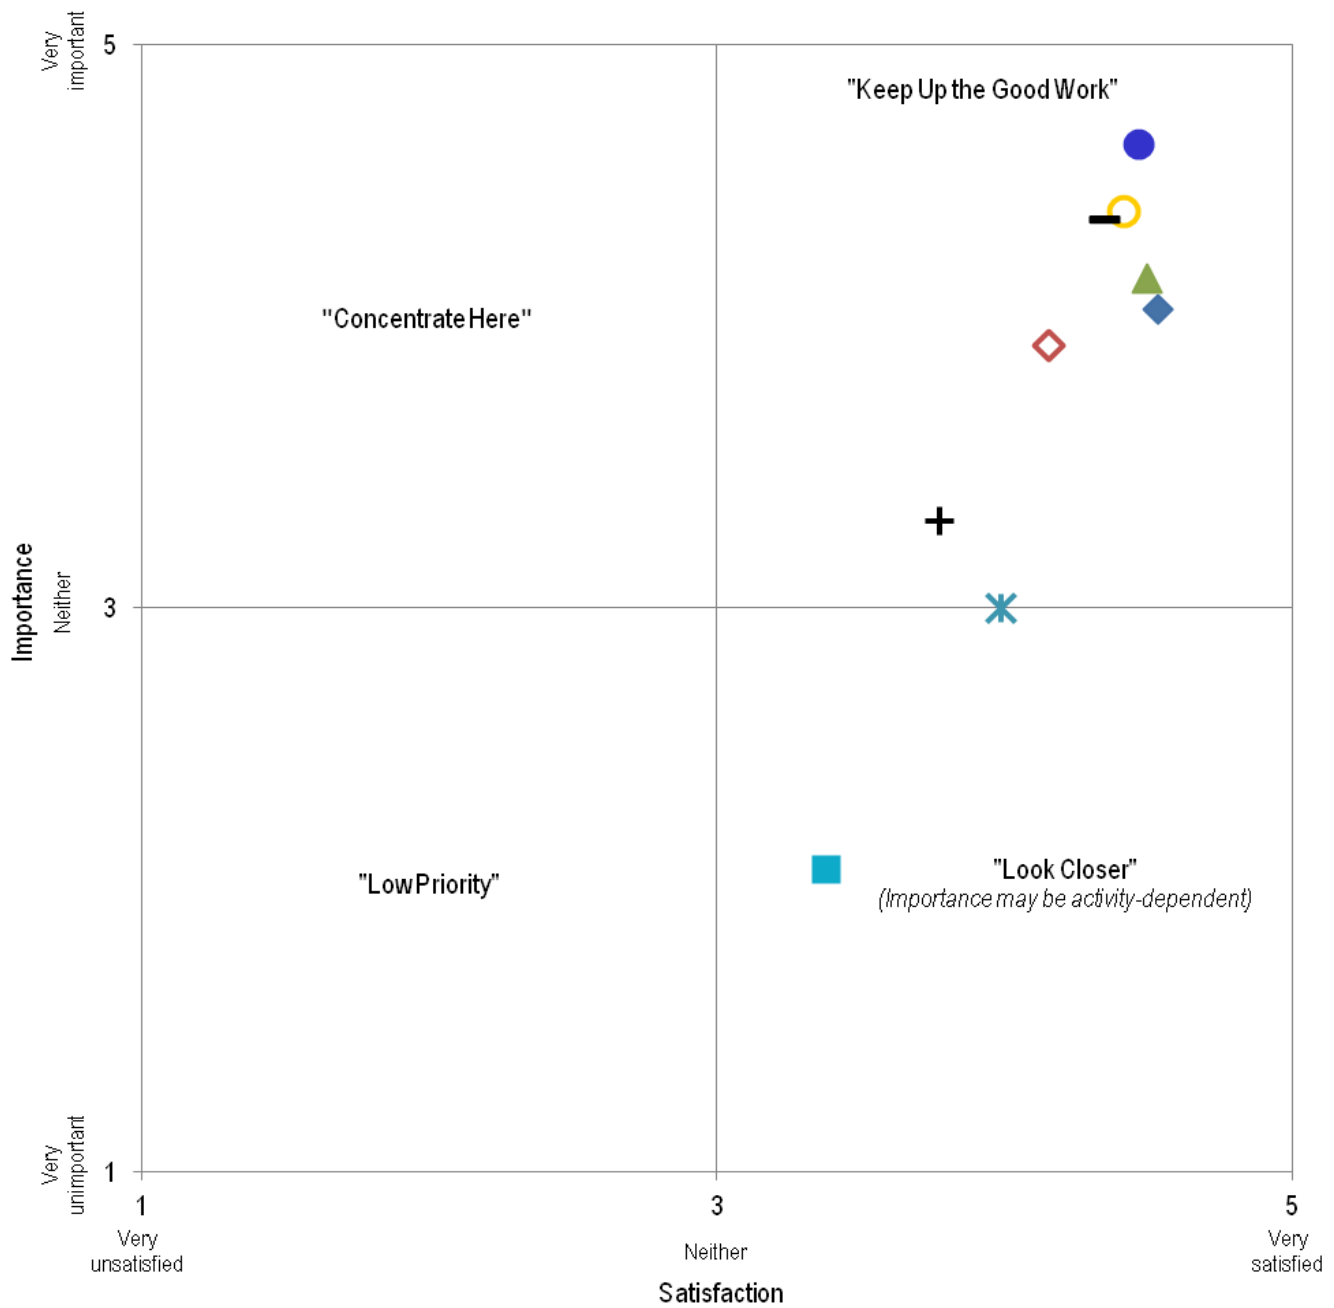 Very
important
5
"Keep Up the Good Work"
"Concentrate Here"
Importance
Neither
3
"Low Priority"
"Look Closer"
(Importance may be activity-dependent)
Very
unimportant
1
1
3
5
Very
unsatisfied
Neither
Very
satisfied
Satisfaction